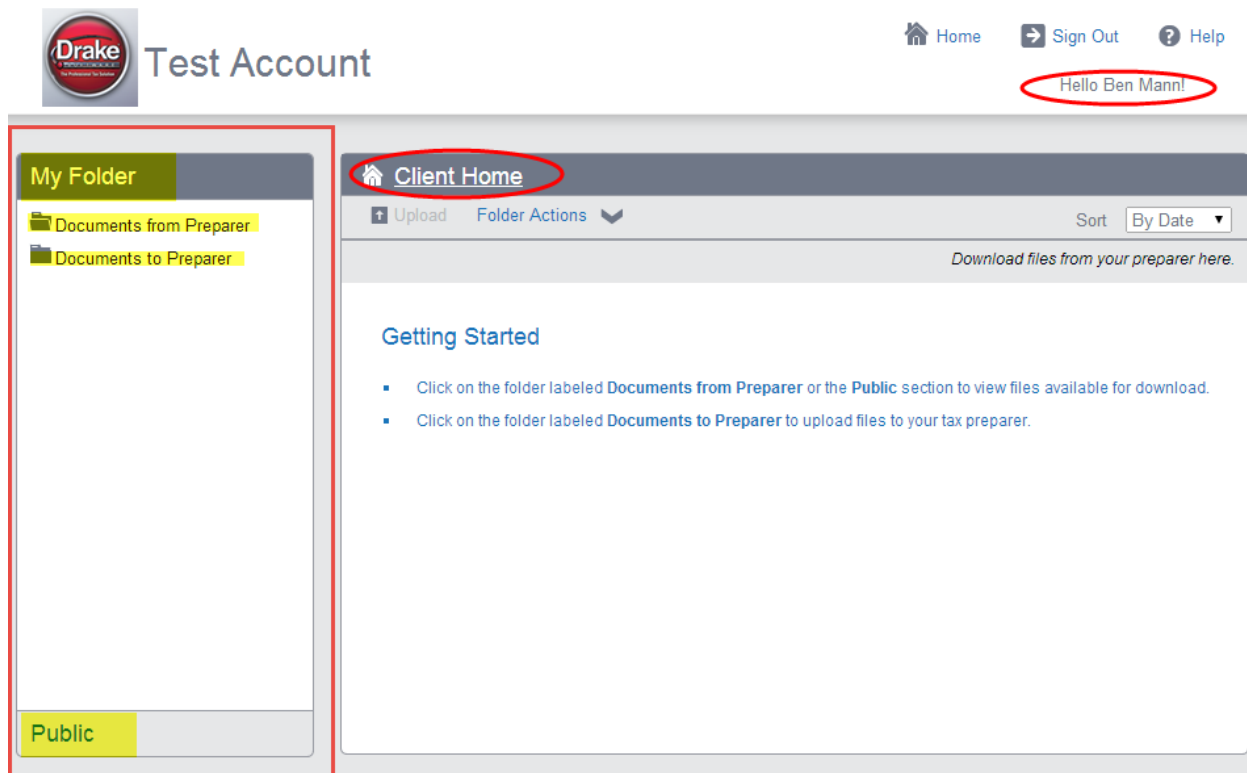 Drake
Test Account
Home
Sign Out
Help
Hello Ben Mann!
My Folder
Documents from Preparer
Documents to Preparer
Public
Client Home
Upload Folder Actions
Sort By Date
Download files from your preparer here.
Getting Started
Click on the folder labeled Documents from Preparer or the Public section to view files available for download.
Click on the folder labeled Documents to Preparer to upload files to your tax preparer.